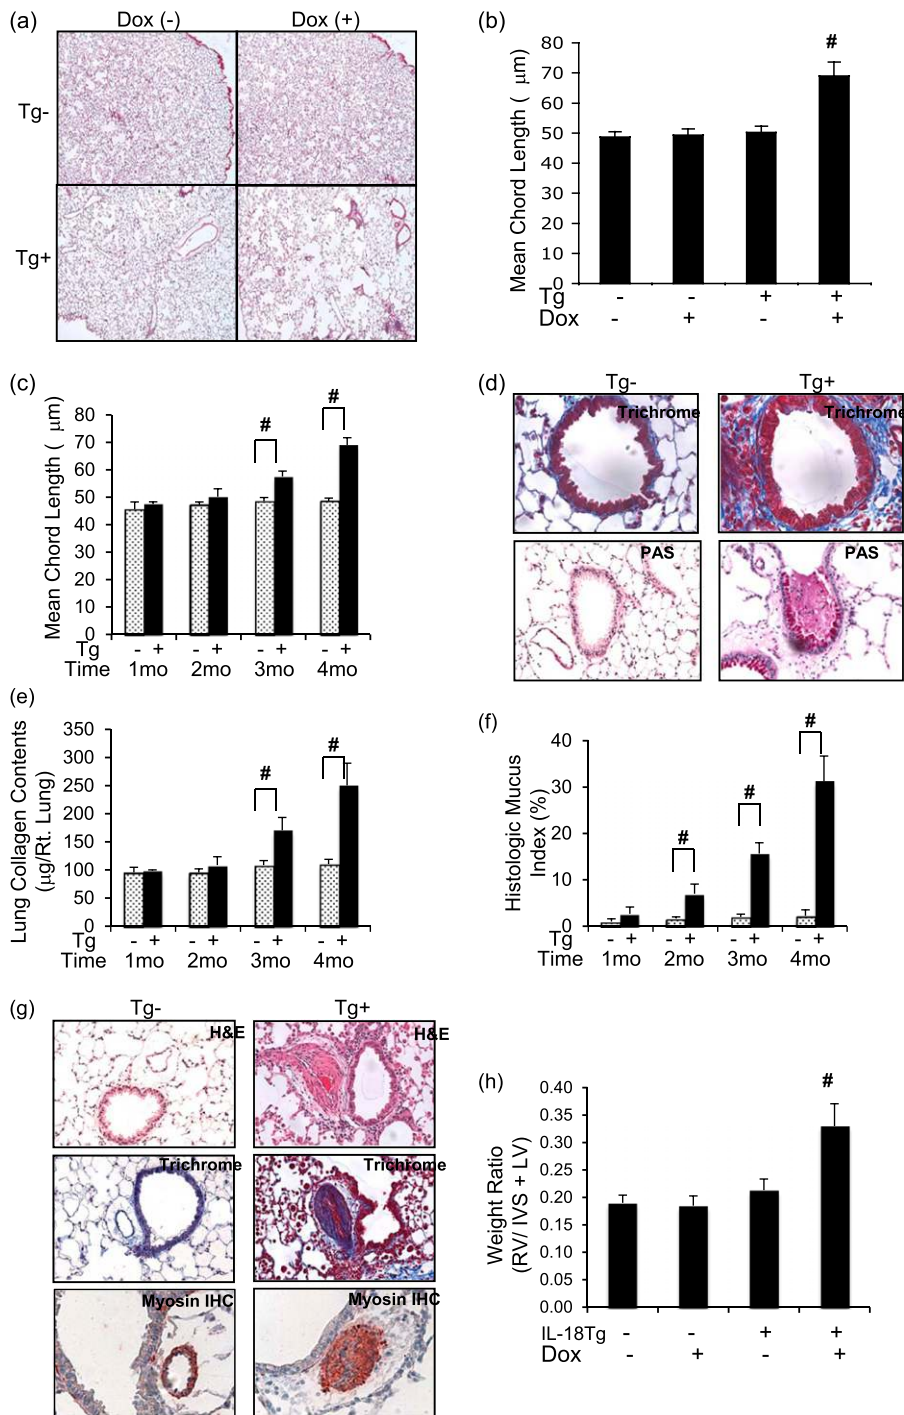 (a)
Dox (-) Dox (+)
Tg-
Tg+
(b)
#
Mean Chord Length ( μm)
80
70
60
50
40
30
20
10
0
Tg - - + +
Dox - + - +
(c)
#
#
Mean Chord Length ( μm)
80
70
60
50
40
30
20
10
0
Tg - + - + - + - +
Time 1mo 2mo 3mo 4mo
(d)
Tg- Tg+
Trichrome Trichrome
PAS PAS
(e)
#
#
Lung Collagen Contents
(μg/Rt. Lung)
350
300
250
200
150
100
50
0
Tg - + - + - + - +
Time 1mo 2mo 3mo 4mo
(f)
#
#
#
Histologic Mucus
Index (%)
40
30
20
10
0
Tg - + - + - + - +
Time 1mo 2mo 3mo 4mo
(g)
Tg- Tg+
H&E H&E
Trichrome Trichrome
Myosin IHC Myosin IHC
(h)
#
Weight Ratio
(RV/ IVS + LV)
0.40
0.35
0.30
0.25
0.20
0.15
0.10
0.05
0.00
IL-18Tg - - + +
Dox - + - +